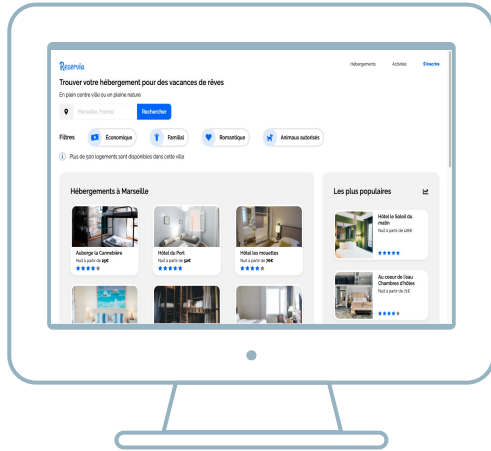 Reservia
Hébergements
Activités
S'inscrire
Trouver votre hébergement pour des vacances de rêves
En plein centre ville ou en pleine nature
Marseille, France
Rechercher
Filtres
Économique
Familial
Romantique
Animaux autorisés
Plus de 500 logements sont disponibles dans cette ville
Hébergements à Marseille
Auberge la Cannebière
Nuit à partir de 25€
Hôtel du Port
Nuit à partir de 52€
Hôtel les mouettes
Nuit à partir de 76€
Les plus populaires
Hôtel le Soleil du
matin
Nuit à partir de 128€
Au coeur de l'eau
Chambres d'hôtes
Nuit à partir de 71€